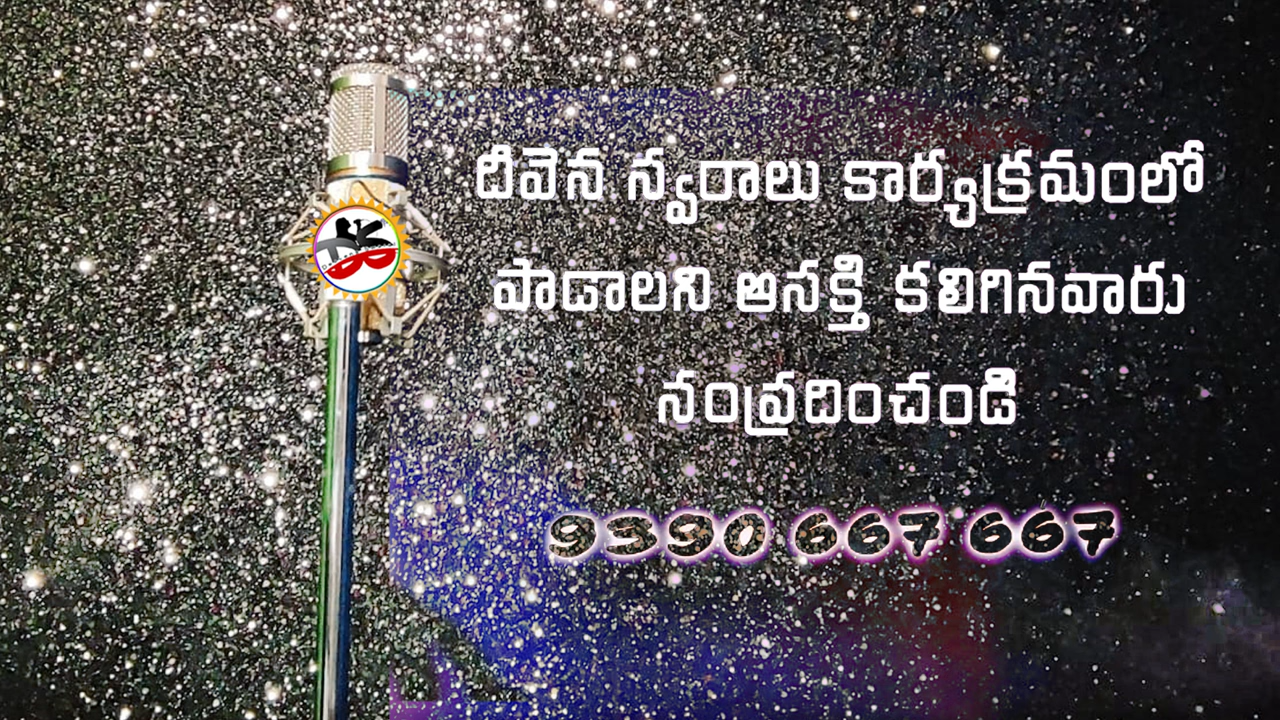 దీవెన స్వరాలు కార్యక్రమంలో
పాడాలని ఆసక్తి కలిగినవారు
సంప్రదించండి
9390 667 667